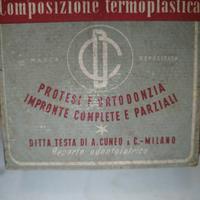 Composizione termoplastica
MARCA DEPOSITATA
PROTESI E ORTODONZIA
IMPRONTE COMPLETE E PARZIALI
DITTA TESTA DI A. CUNEO & C.-MILANO
Reparto odontoiatrico